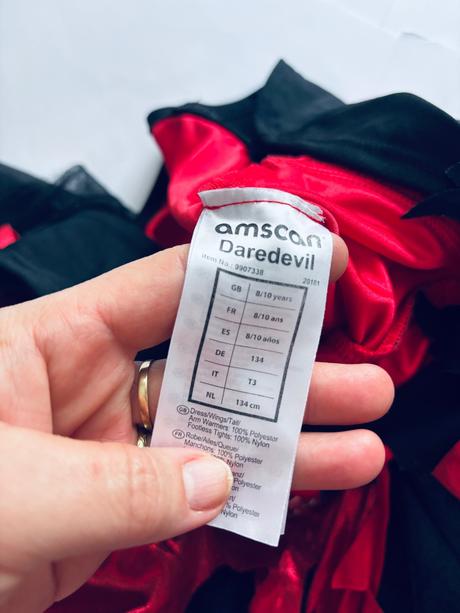 amscan
Daredevil
Item No.: 9907338
20181
GB 8/10 years
FR 8/10 ans
ES 8/10 años
DE 134
IT T3
NL 134 cm
GB Dress/Wings/Tail/
Arm Warmers: 100% Polyester
Footless Tights: 100% Nylon
FR Robe/Ailes/Queue/
Manchons: 100% Polyester
Nylon
Polyester
Nylon